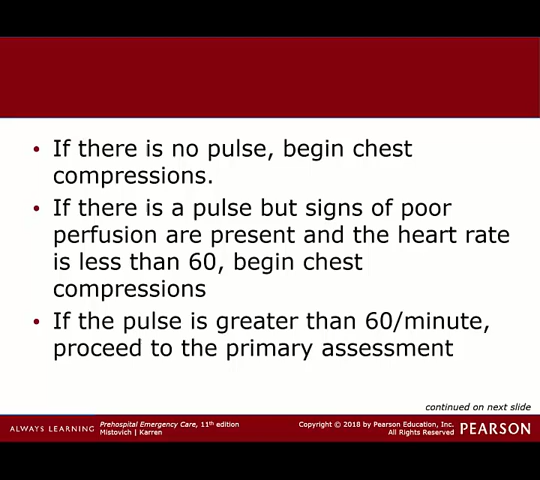 • If there is no pulse, begin chest
compressions.
• If there is a pulse but signs of poor
perfusion are present and the heart rate
is less than 60, begin chest
compressions
• If the pulse is greater than 60/minute,
proceed to the primary assessment
continued on next slide
ALWAYS LEARNING
Prehospital Emergency Care, 11th edition
Mistovich | Karren
Copyright © 2018 by Pearson Education, Inc.
All Rights Reserved
PEARSON